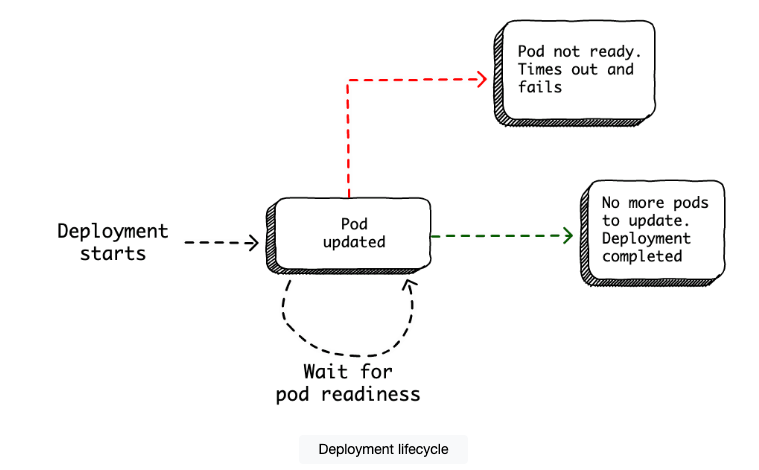 Pod not ready.
Times out and
fails
Deployment
starts
Pod
updated
No more pods
to update.
Deployment
completed
Wait for
pod readiness
Deployment lifecycle